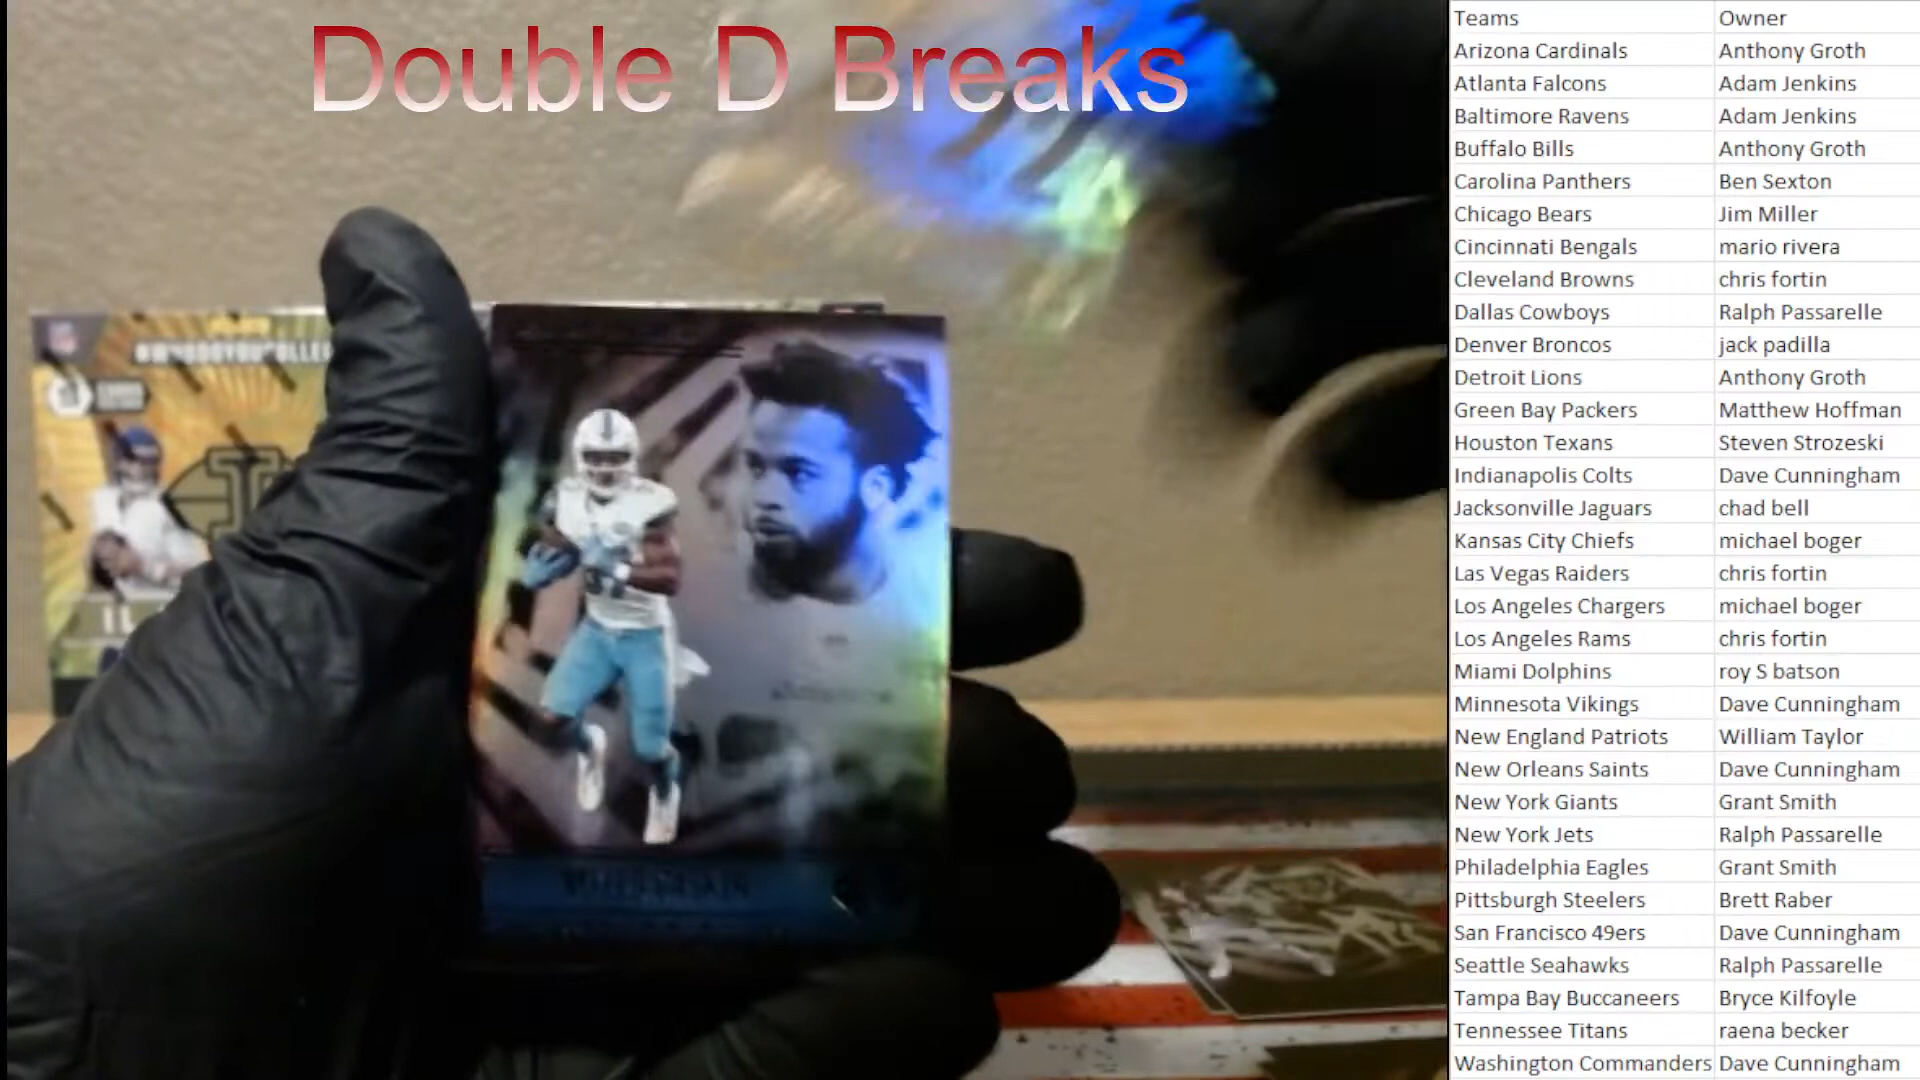 Double D Breaks
Teams Owner
Arizona Cardinals Anthony Groth
Atlanta Falcons Adam Jenkins
Baltimore Ravens Adam Jenkins
Buffalo Bills Anthony Groth
Carolina Panthers Ben Sexton
Chicago Bears Jim Miller
Cincinnati Bengals mario rivera
Cleveland Browns chris fortin
Dallas Cowboys Ralph Passarelle
Denver Broncos jack padilla
Detroit Lions Anthony Groth
Green Bay Packers Matthew Hoffman
Houston Texans Steven Strozeski
Indianapolis Colts Dave Cunningham
Jacksonville Jaguars chad bell
Kansas City Chiefs michael boger
Las Vegas Raiders chris fortin
Los Angeles Chargers michael boger
Los Angeles Rams chris fortin
Miami Dolphins roy S batson
Minnesota Vikings Dave Cunningham
New England Patriots William Taylor
New Orleans Saints Dave Cunningham
New York Giants Grant Smith
New York Jets Ralph Passarelle
Philadelphia Eagles Grant Smith
Pittsburgh Steelers Brett Raber
San Francisco 49ers Dave Cunningham
Seattle Seahawks Ralph Passarelle
Tampa Bay Buccaneers Bryce Kilfoyle
Tennessee Titans raena becker
Washington Commanders Dave Cunningham